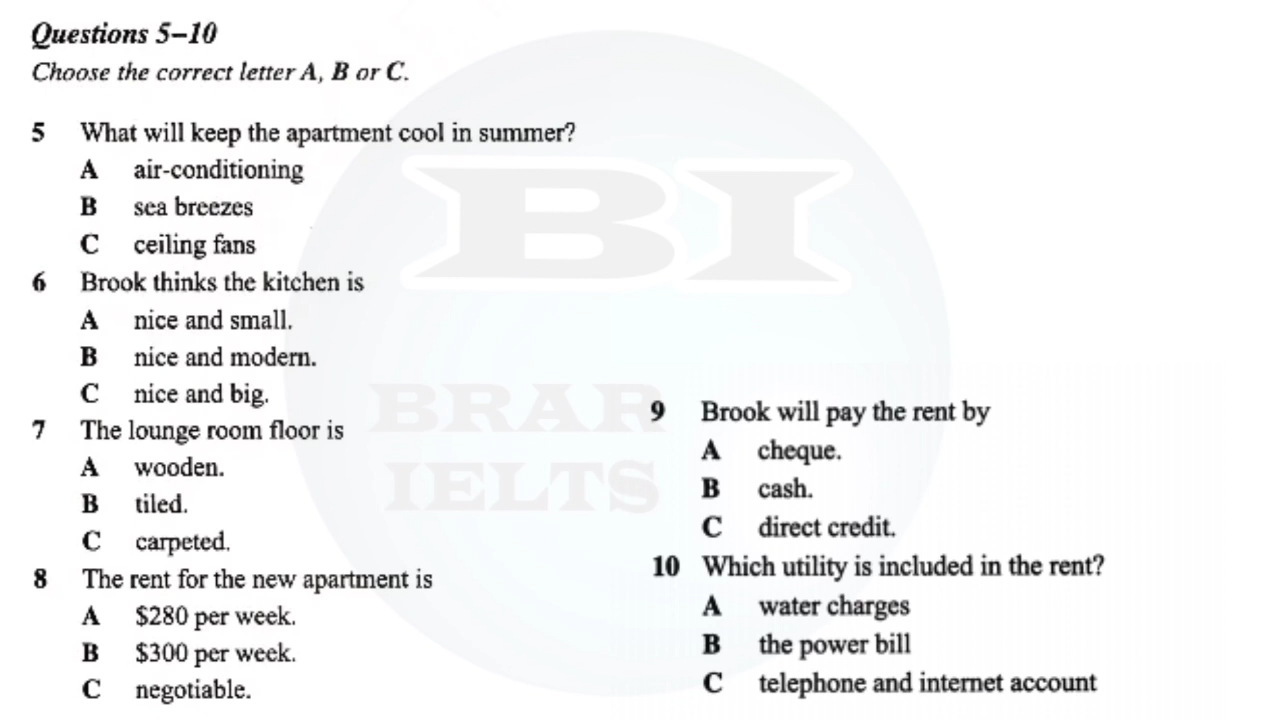 Questions 5–10
Choose the correct letter A, B or C.
5 What will keep the apartment cool in summer?
A air-conditioning
B sea breezes
C ceiling fans
6 Brook thinks the kitchen is
A nice and small.
B nice and modern.
C nice and big.
7 The lounge room floor is
A wooden.
B tiled.
C carpeted.
8 The rent for the new apartment is
A $280 per week.
B $300 per week.
C negotiable.
9 Brook will pay the rent by
A cheque.
B cash.
C direct credit.
10 Which utility is included in the rent?
A water charges
B the power bill
C telephone and internet account
BI
BRAR
IELTS